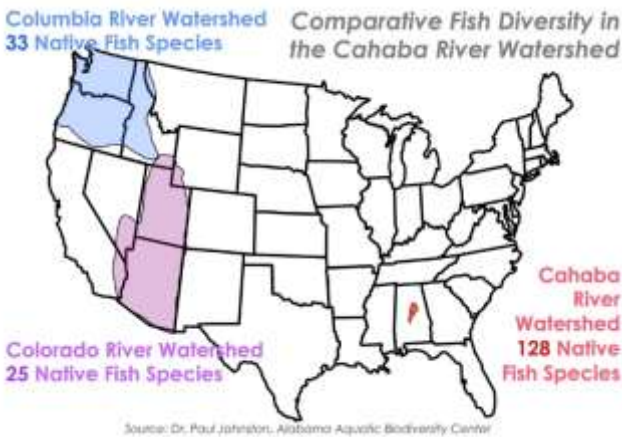 Columbia River Watershed
33 Native Fish Species
Comparative Fish Diversity in
the Cahaba River Watershed
Cahaba
River
Watershed
128 Native
Fish Species
Colorado River Watershed
25 Native Fish Species
Source: Dr. Paul Johnston, Alabama Aquatic Biodiversity Center